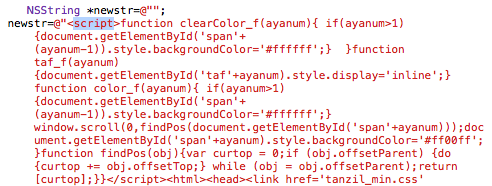 NSString *newstr=@"";
newstr=@"<script>function clearColor_f(ayanum){ if(ayanum>1)
{document.getElementById('span'+
(ayanum-1)).style.backgroundColor='#ffffff';}  }function
taf_f(ayanum)
{document.getElementById('taf'+ayanum).style.display='inline';}
function color_f(ayanum){ if(ayanum>1)
{document.getElementById('span'+
(ayanum-1)).style.backgroundColor='#ffffff';}
window.scroll(0,findPos(document.getElementById('span'+ayanum)));doc
ument.getElementById('span'+ayanum).style.backgroundColor='#ff00ff';
}function findPos(obj){var curtop = 0;if (obj.offsetParent) {do
{curtop += obj.offsetTop;} while (obj = obj.offsetParent);return
[curtop];}}</script><html><head><link href='tanzil_min.css'